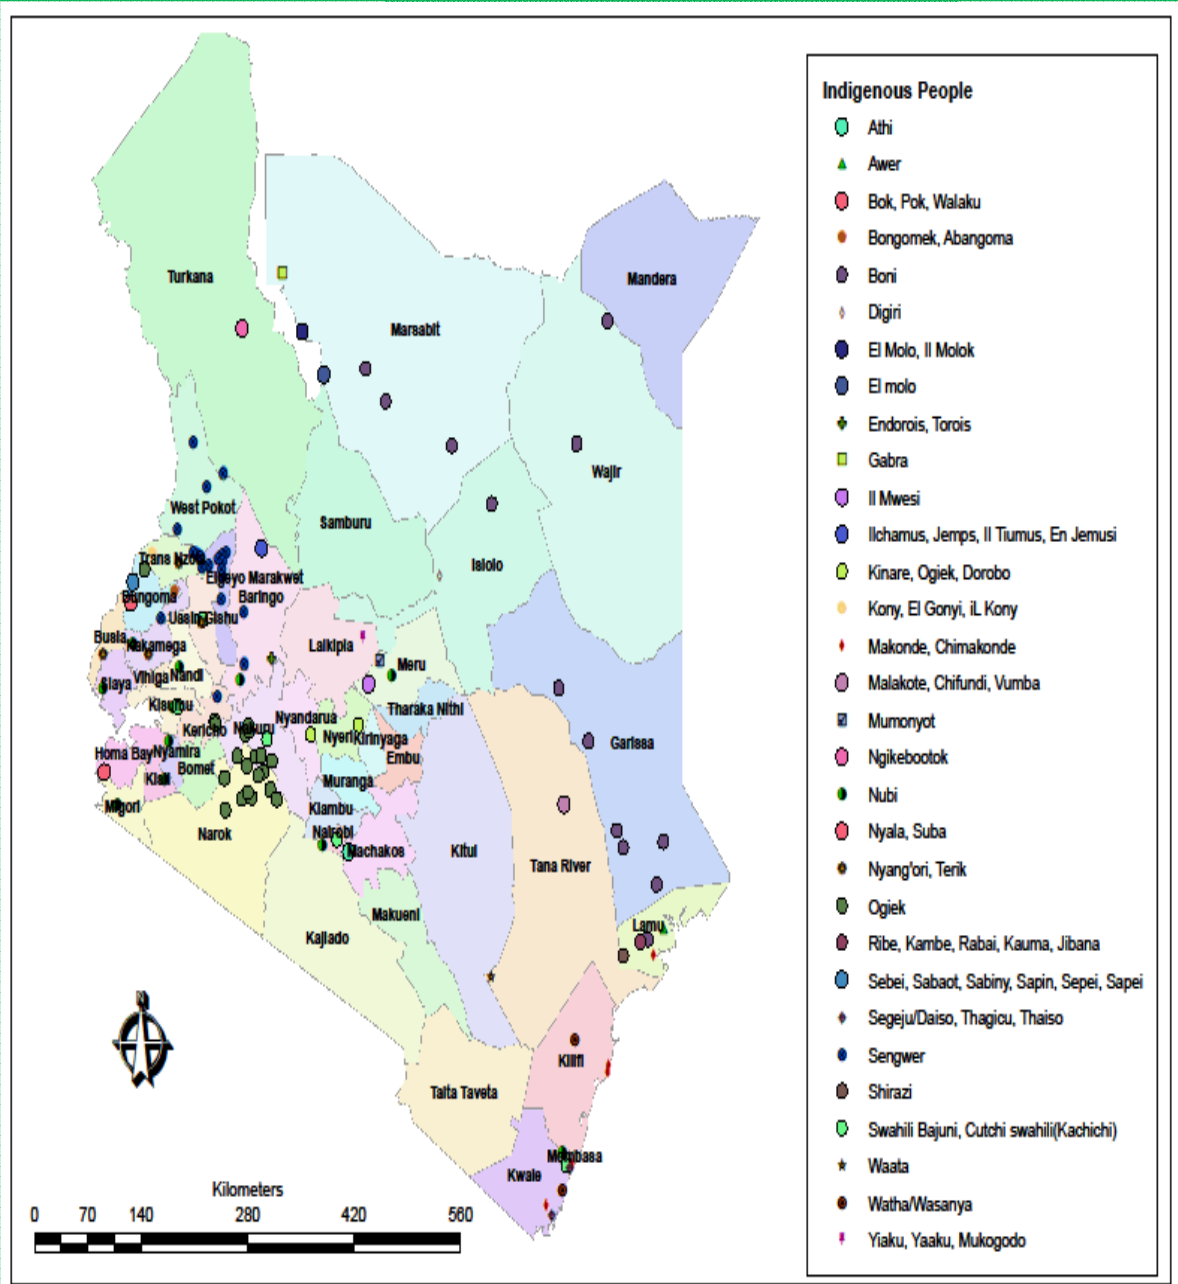 Indigenous People
Athi
Awer
Bok, Pok, Walaku
Bongomek, Abangoma
Boni
Digiri
El Molo, Il Molok
El molo
Endorois, Torois
Gabra
Il Mwesi
Ilchamus, Jemps, Il Tiumus, En Jemusi
Kinare, Ogiek, Dorobo
Kony, El Gonyi, iL Kony
Makonde, Chimakonde
Malakote, Chifundi, Vumba
Mumonyot
Ngikebootok
Nubi
Nyala, Suba
Nyang'ori, Terik
Ogiek
Ribe, Kambe, Rabai, Kauma, Jibana
Sebei, Sabaot, Sabiny, Sapin, Sepei, Sapei
Segeju/Daiso, Thagicu, Thaiso
Sengwer
Shirazi
Swahili Bajuni, Cutchi swahili(Kachichi)
Waata
Watha/Wasanya
Yiaku, Yaaku, Mukogodo
Turkana
Marsabit
Mandera
Wajir
West Pokot
Samburu
Isiolo
Trans Nzoia
Elgeyo Marakwet
Bungoma
Baringo
Uasin Gishu
Busia
Kakamega
Laikipia
Meru
Vihiga
Nandi
Siaya
Kisumu
Tharaka Nithi
Nyandarua
Kericho
Nakuru
Nyeri
Kirinyaga
Garissa
Homa Bay
Nyamira
Embu
Bomet
Kisii
Muranga
Migori
Kiambu
Narok
Nairobi
Machakos
Kitui
Tana River
Makueni
Lamu
Kajiado
N
Kilifi
Taita Taveta
Mombasa
Kwale
Kilometers
0 70 140 280 420 560